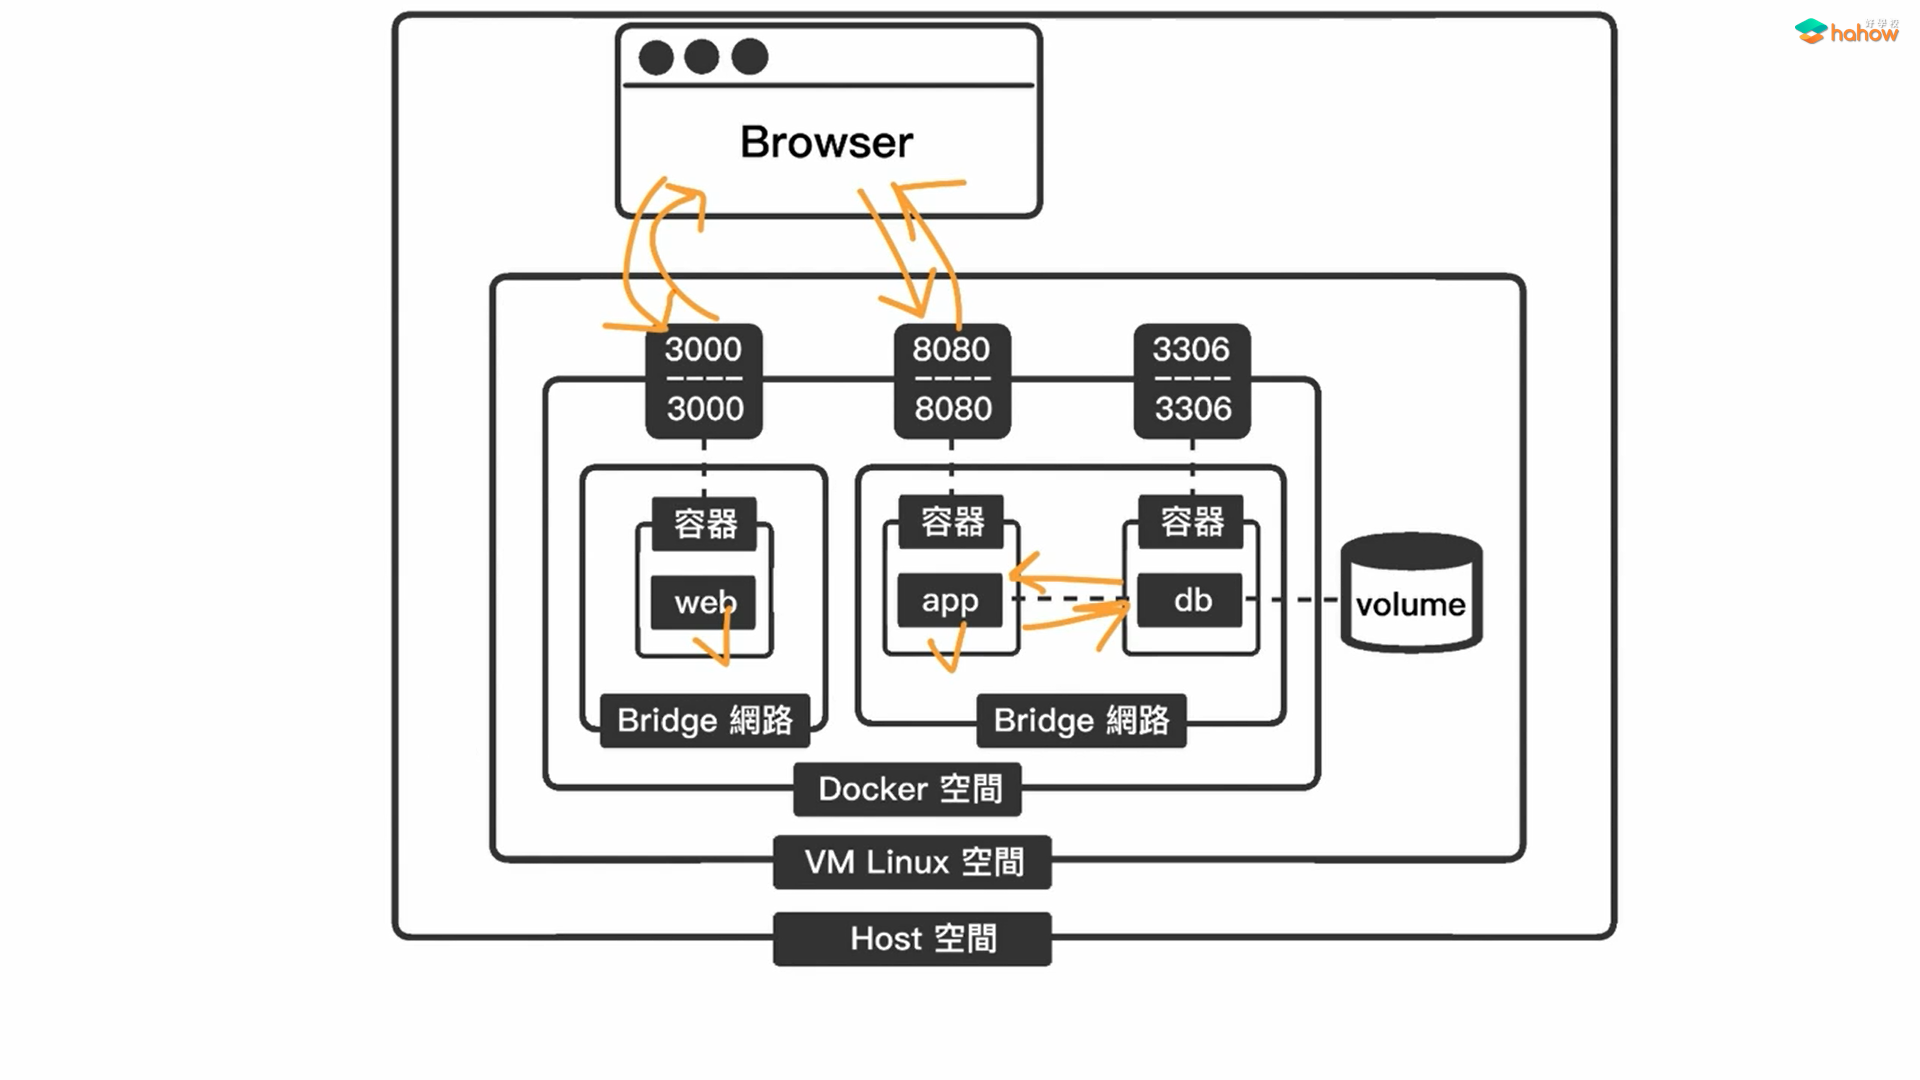 好學校
hahow
Browser
3000
3000
8080
8080
3306
3306
容器
web
容器
app
容器
db
volume
Bridge 網路
Bridge 網路
Docker 空間
VM Linux 空間
Host 空間